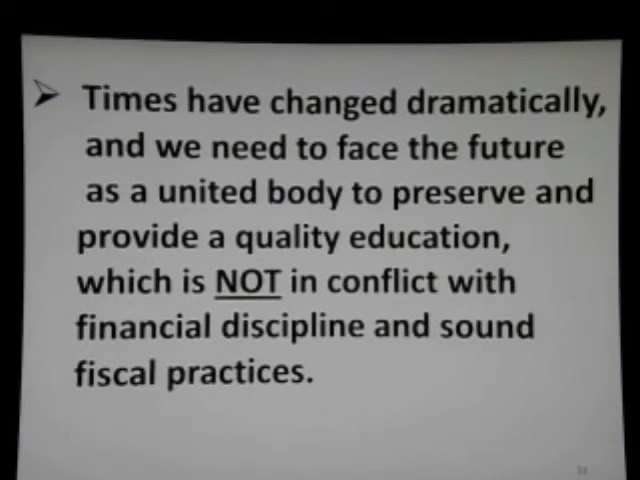 ➤ Times have changed dramatically,
and we need to face the future
as a united body to preserve and
provide a quality education,
which is NOT in conflict with
financial discipline and sound
fiscal practices.